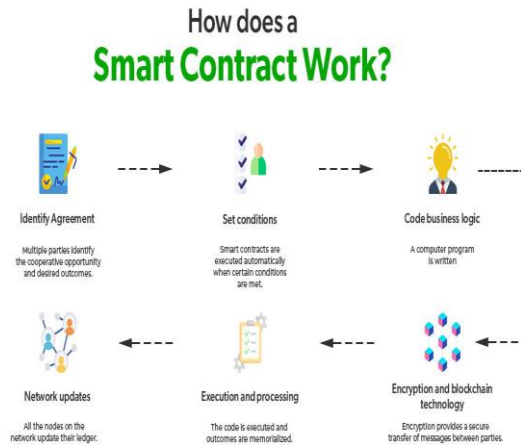 How does a
Smart Contract Work?
Identify Agreement
Multiple parties identify
the cooperative opportunity
and desired outcomes.
Set conditions
Smart contracts are
executed automatically
when certain conditions
are met.
Code business logic
A computer program
is written
Encryption and blockchain
technology
Encryption provides a secure
transfer of messages between parties.
Execution and processing
The code is executed and
outcomes are memorialized.
Network updates
All the nodes on the
network update their ledger.